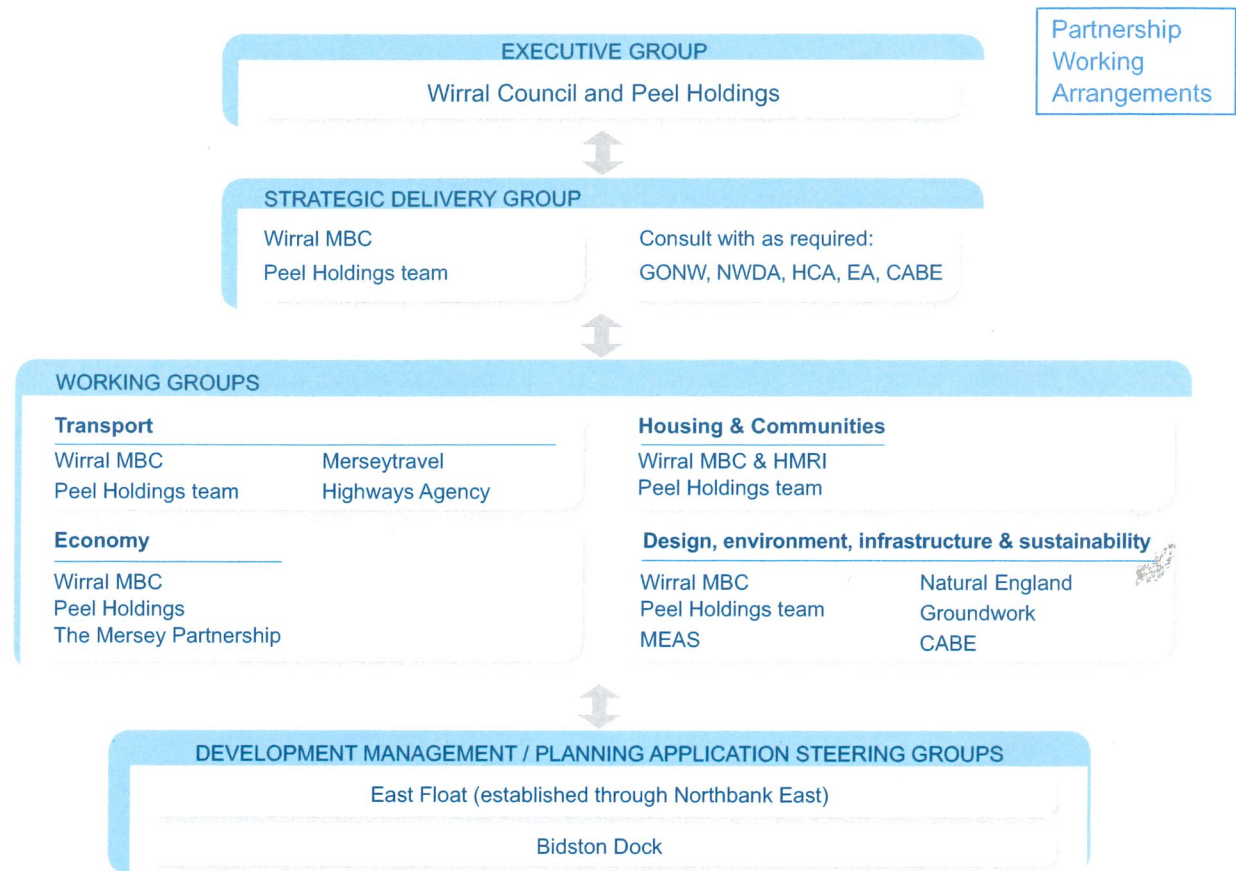 Partnership
Working
Arrangements
EXECUTIVE GROUP
Wirral Council and Peel Holdings
STRATEGIC DELIVERY GROUP
Wirral MBC
Peel Holdings team
Consult with as required:
GONW, NWDA, HCA, EA, CABE
WORKING GROUPS
Transport
Wirral MBC
Peel Holdings team
Merseytravel
Highways Agency
Housing & Communities
Wirral MBC & HMRI
Peel Holdings team
Economy
Wirral MBC
Peel Holdings
The Mersey Partnership
Design, environment, infrastructure & sustainability
Wirral MBC
Peel Holdings team
MEAS
Natural England
Groundwork
CABE
DEVELOPMENT MANAGEMENT / PLANNING APPLICATION STEERING GROUPS
East Float (established through Northbank East)
Bidston Dock